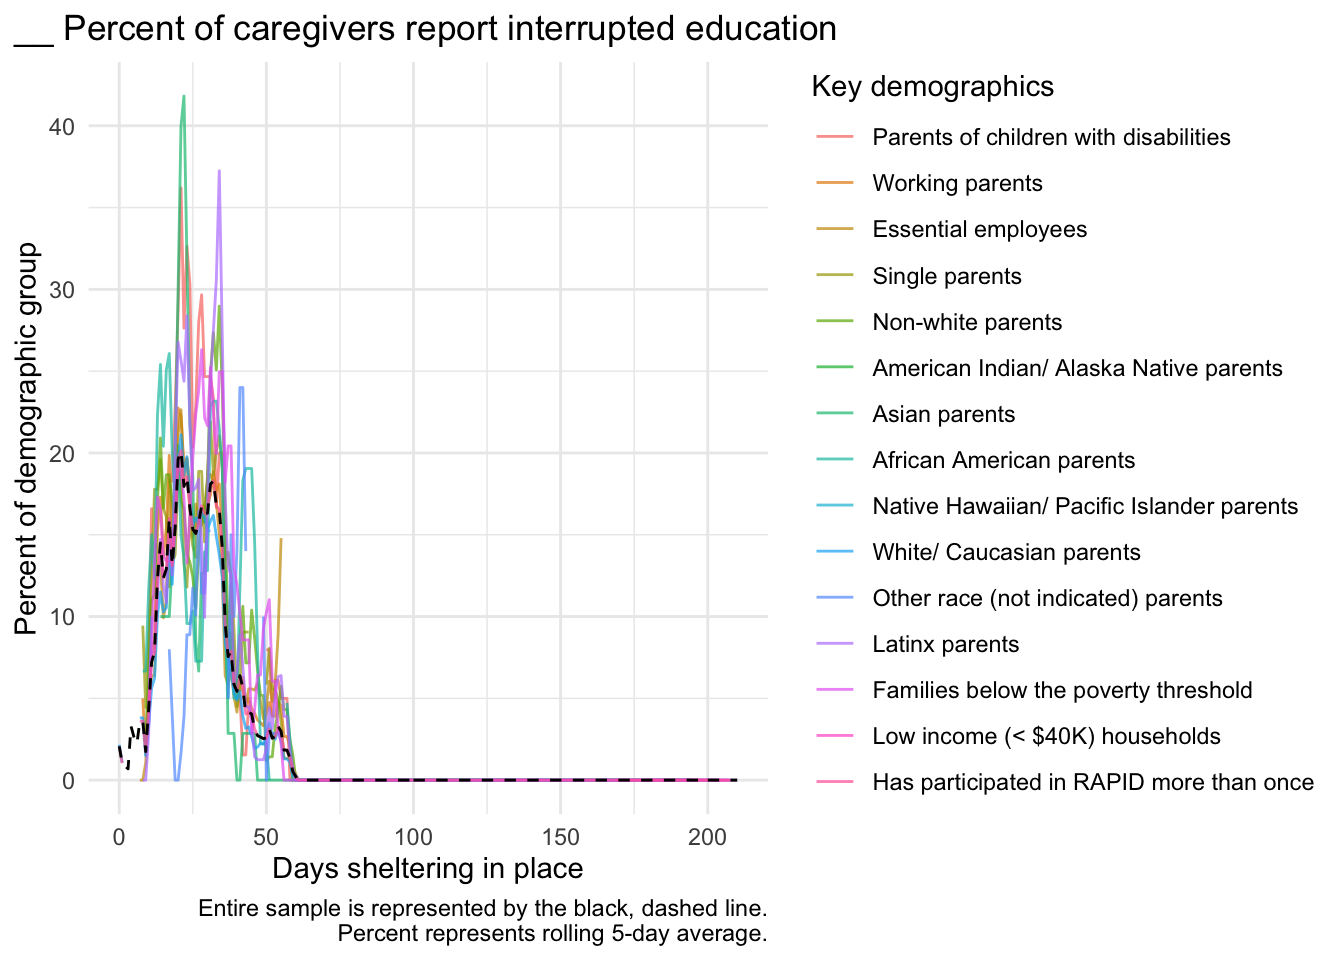 __ Percent of caregivers report interrupted education
Percent of demographic group
40
30
20
10
0
0 50 100 150 200
Days sheltering in place
Entire sample is represented by the black, dashed line.
Percent represents rolling 5-day average.
Key demographics
Parents of children with disabilities
Working parents
Essential employees
Single parents
Non-white parents
American Indian/ Alaska Native parents
Asian parents
African American parents
Native Hawaiian/ Pacific Islander parents
White/ Caucasian parents
Other race (not indicated) parents
Latinx parents
Families below the poverty threshold
Low income (< $40K) households
Has participated in RAPID more than once